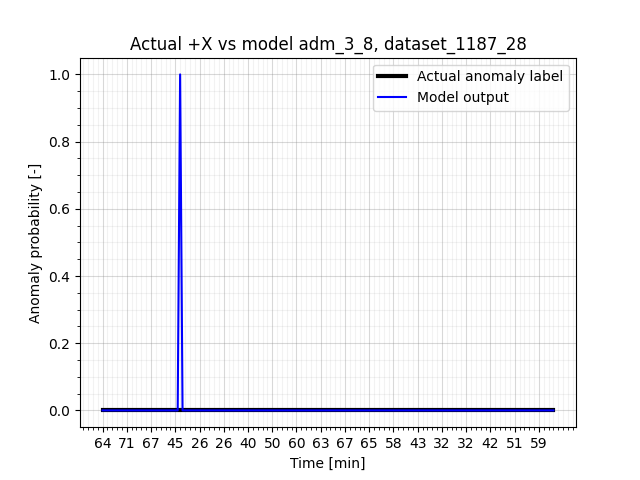 Actual +X vs model adm_3_8, dataset_1187_28
Actual anomaly label
Model output
Anomaly probability [-]
1.0
0.8
0.6
0.4
0.2
0.0
64 71 67 45 26 26 40 50 60 63 67 65 58 43 32 32 42 51 59
Time [min]